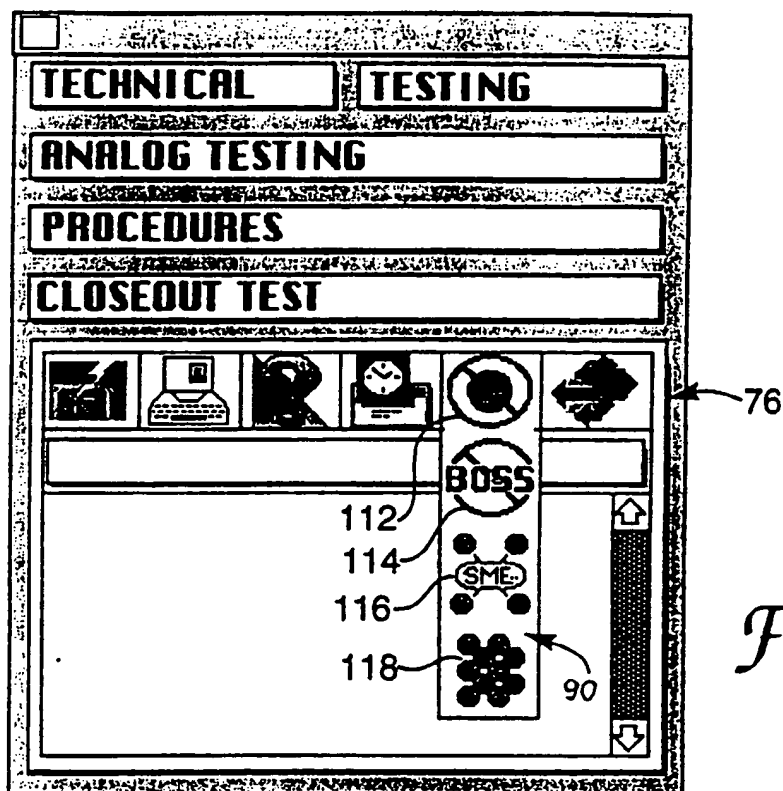 TECHNICAL TESTING
ANALOG TESTING
PROCEDURES
CLOSEOUT TEST
76
BOSS
112
114
SME..
116
118
90
F